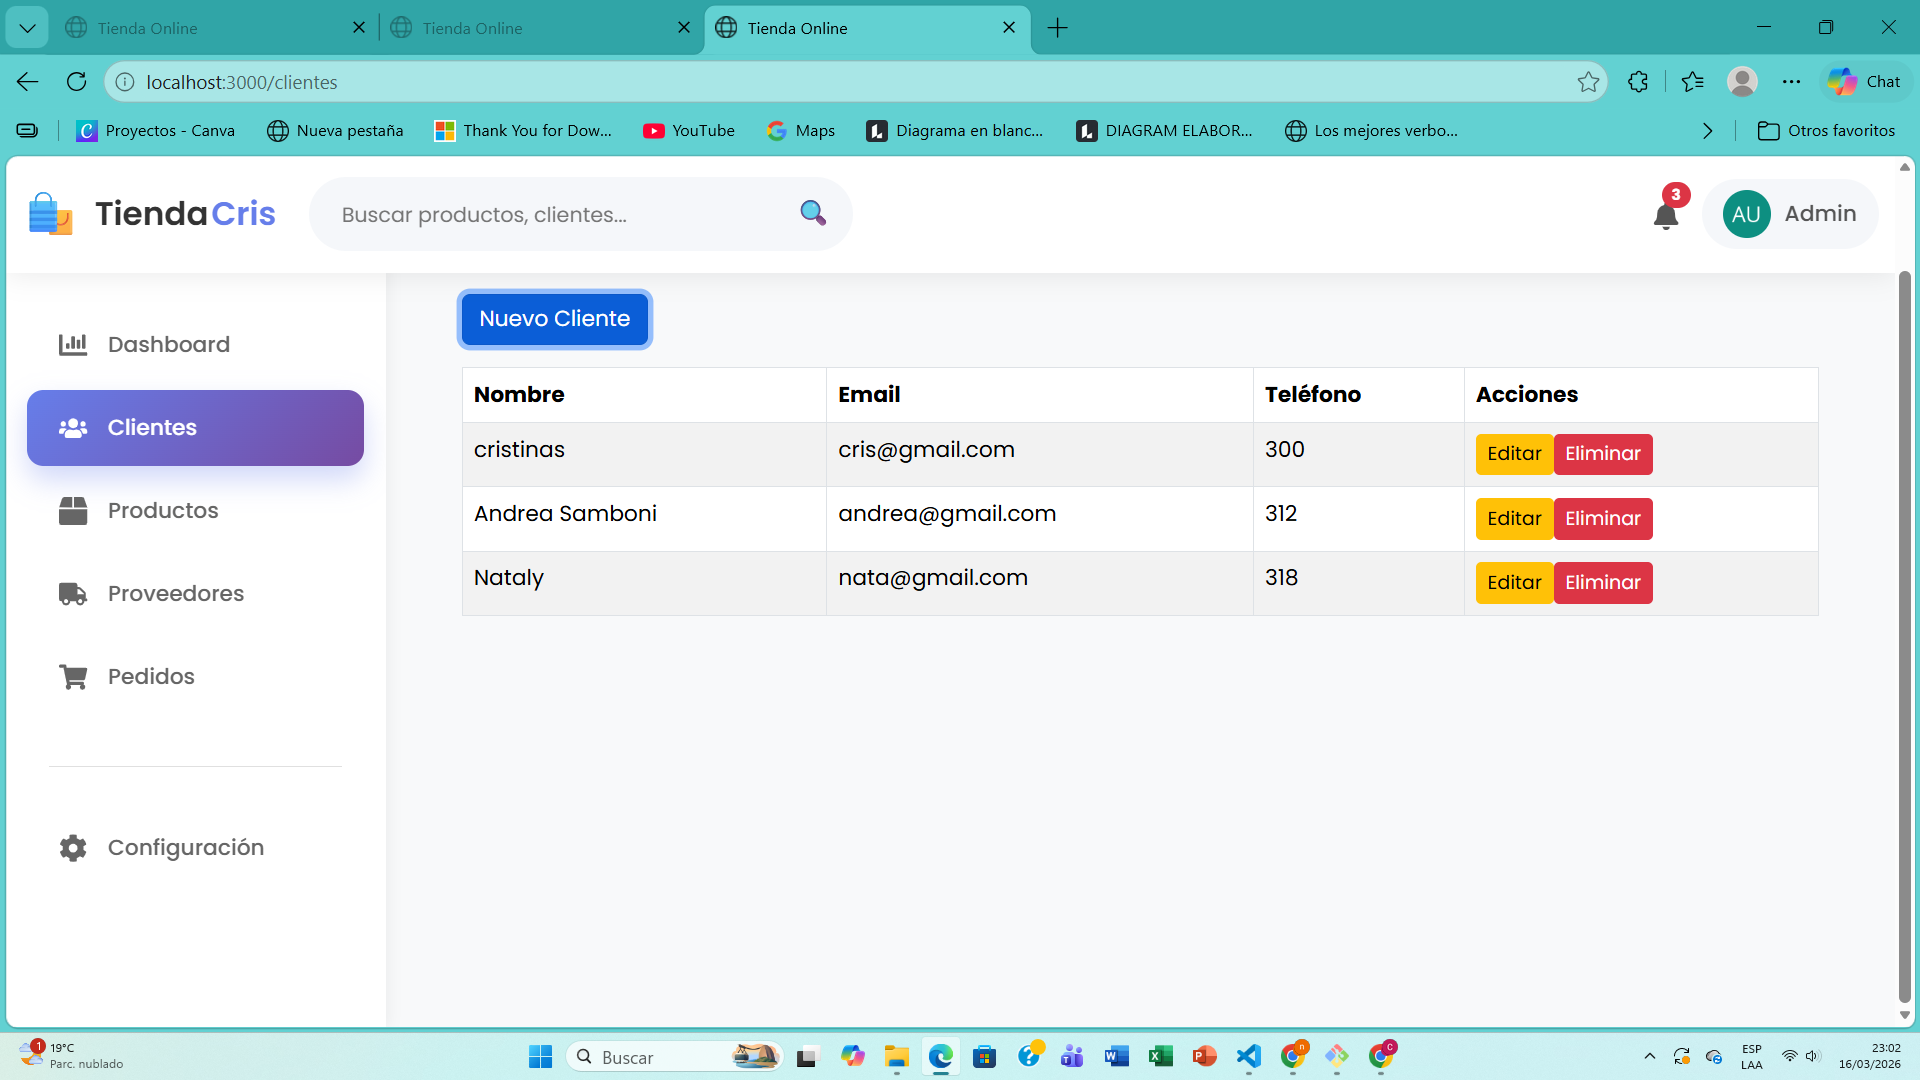 Tienda Online
Tienda Online
Tienda Online
localhost:3000/clientes
Chat
Proyectos - Canva
Nueva pestaña
Thank You for Dow...
YouTube
Maps
Diagrama en blanc...
DIAGRAM ELABOR...
Los mejores verbo...
Otros favoritos
TiendaCris
Buscar productos, clientes...
3
AU
Admin
Dashboard
Clientes
Productos
Proveedores
Pedidos
Configuración
Nuevo Cliente
Nombre Email Teléfono Acciones
cristinas cris@gmail.com 300 Editar Eliminar
Andrea Samboni andrea@gmail.com 312 Editar Eliminar
Nataly nata@gmail.com 318 Editar Eliminar
1
19°C
Parc. nublado
Buscar
ESP
LAA
23:02
16/03/2026